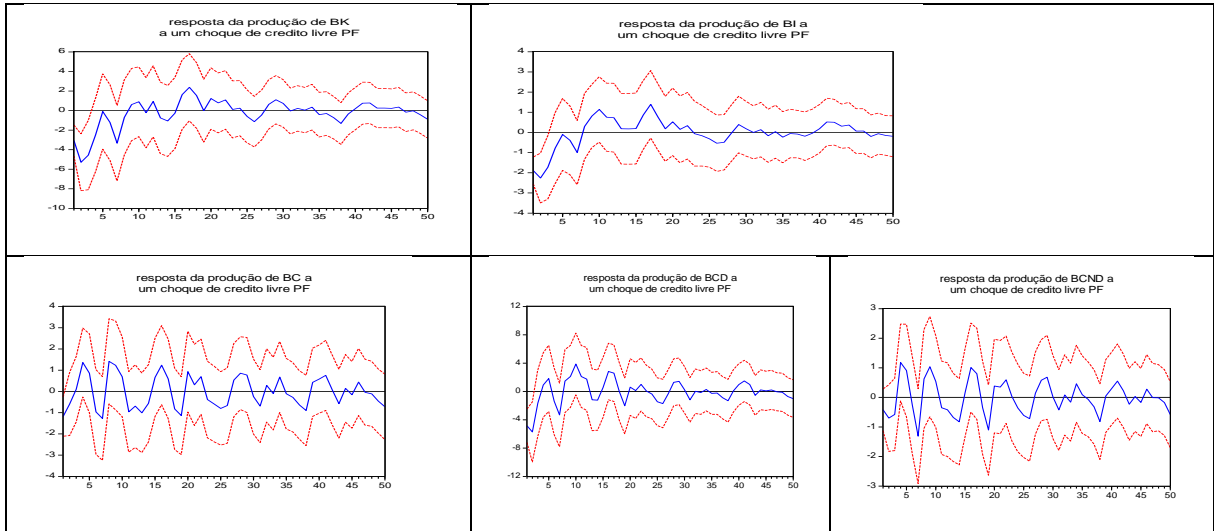 resposta da produção de BK
a um choque de credito livre PF
6
4
2
0
-2
-4
-6
-8
-10
5 10 15 20 25 30 35 40 45 50
resposta da produção de BI a
um choque de credito livre PF
4
3
2
1
0
-1
-2
-3
-4
5 10 15 20 25 30 35 40 45 50
resposta da produção de BC a
um choque de credito livre PF
4
3
2
1
0
-1
-2
-3
-4
5 10 15 20 25 30 35 40 45 50
resposta da produção de BCD a
um choque de credito livre PF
12
8
4
0
-4
-8
-12
5 10 15 20 25 30 35 40 45 50
resposta da produção de BCND a
um choque de credito livre PF
3
2
1
0
-1
-2
-3
5 10 15 20 25 30 35 40 45 50